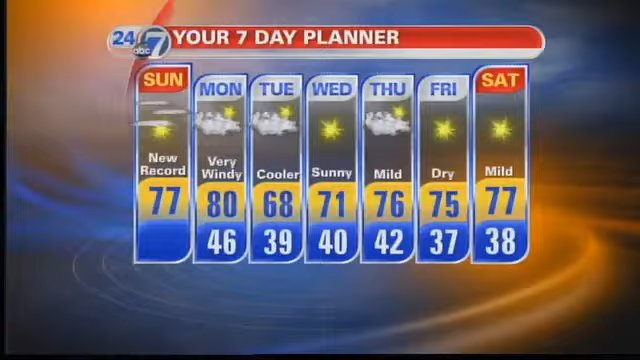 24
abc 7
YOUR 7 DAY PLANNER
SUN
New
Record
77
MON
Very
Windy
80
46
TUE
Cooler
68
39
WED
Sunny
71
40
THU
Mild
76
42
FRI
Dry
75
37
SAT
Mild
77
38